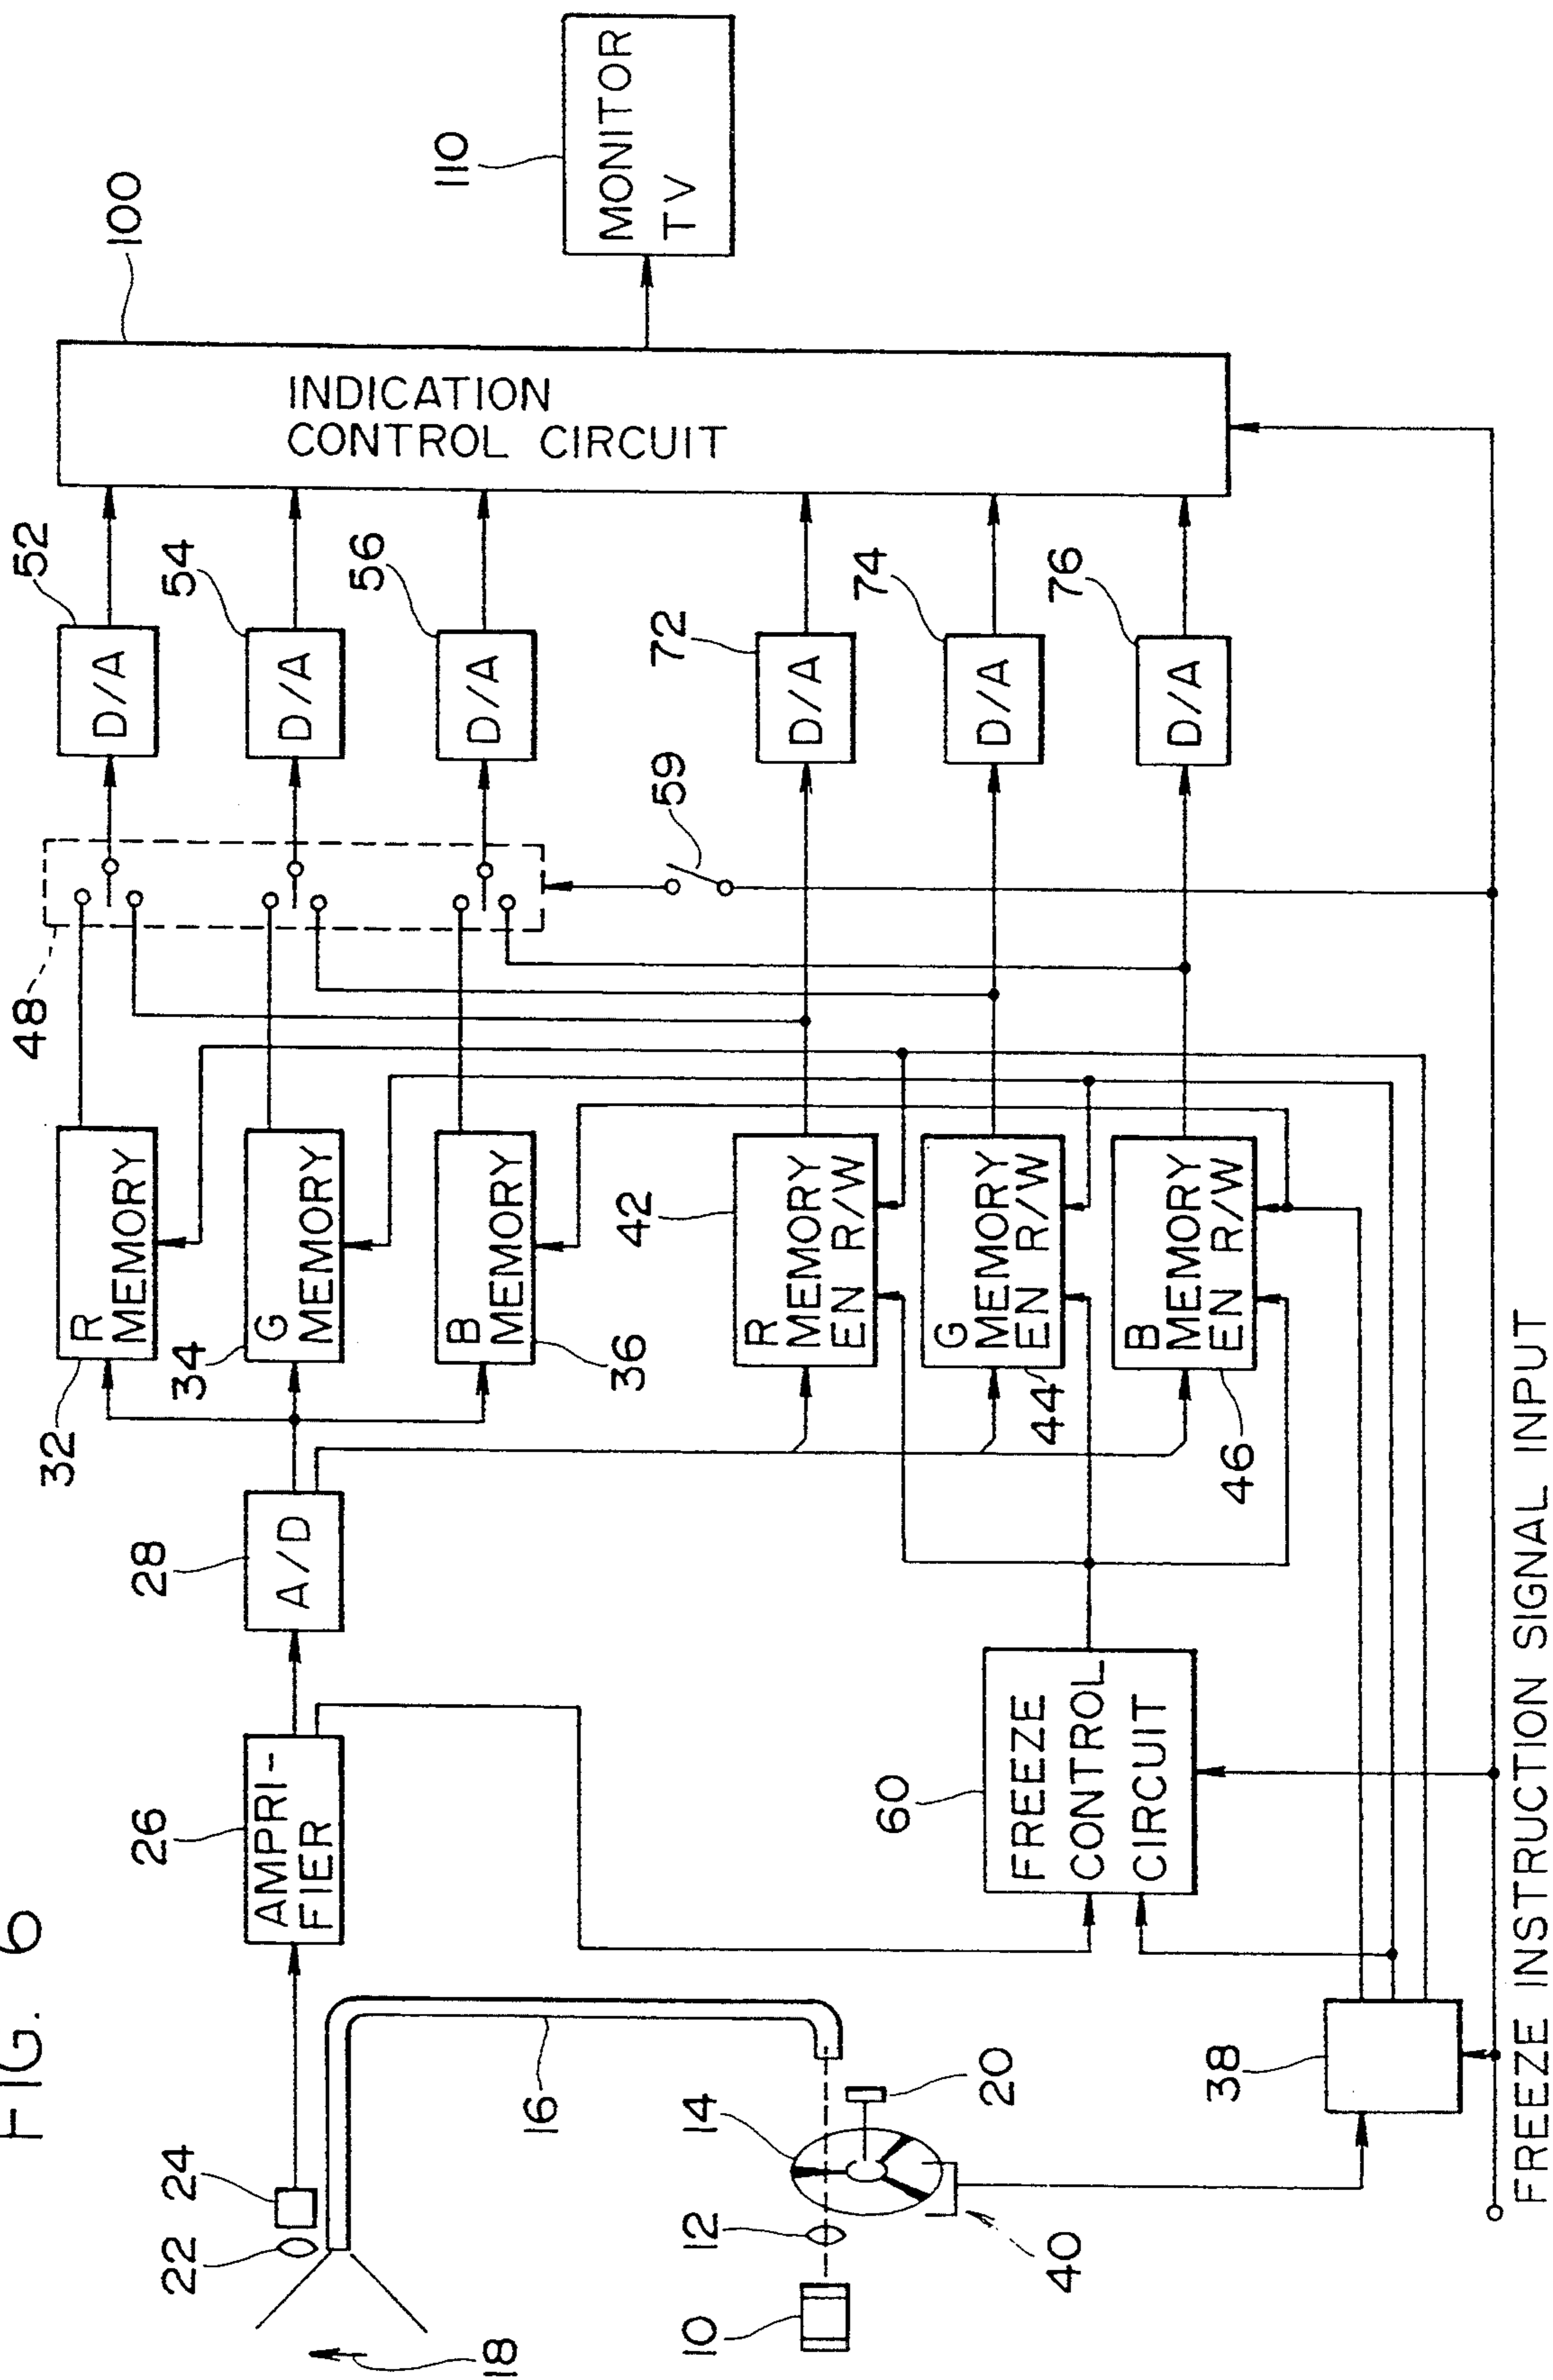 FIG. 6
18
22
24
26
AMPRI-
FIER
28
A/D
32
R
MEMORY
34
G
MEMORY
36
B
MEMORY
48
52
D/A
54
D/A
56
D/A
100
INDICATION
CONTROL CIRCUIT
110
MONITOR
TV
10
12
14
16
20
40
38
60
FREEZE
CONTROL
CIRCUIT
42
R
MEMORY
EN R/W
44
G
MEMORY
EN R/W
46
B
MEMORY
EN R/W
59
72
D/A
74
D/A
76
D/A
FREEZE INSTRUCTION SIGNAL INPUT